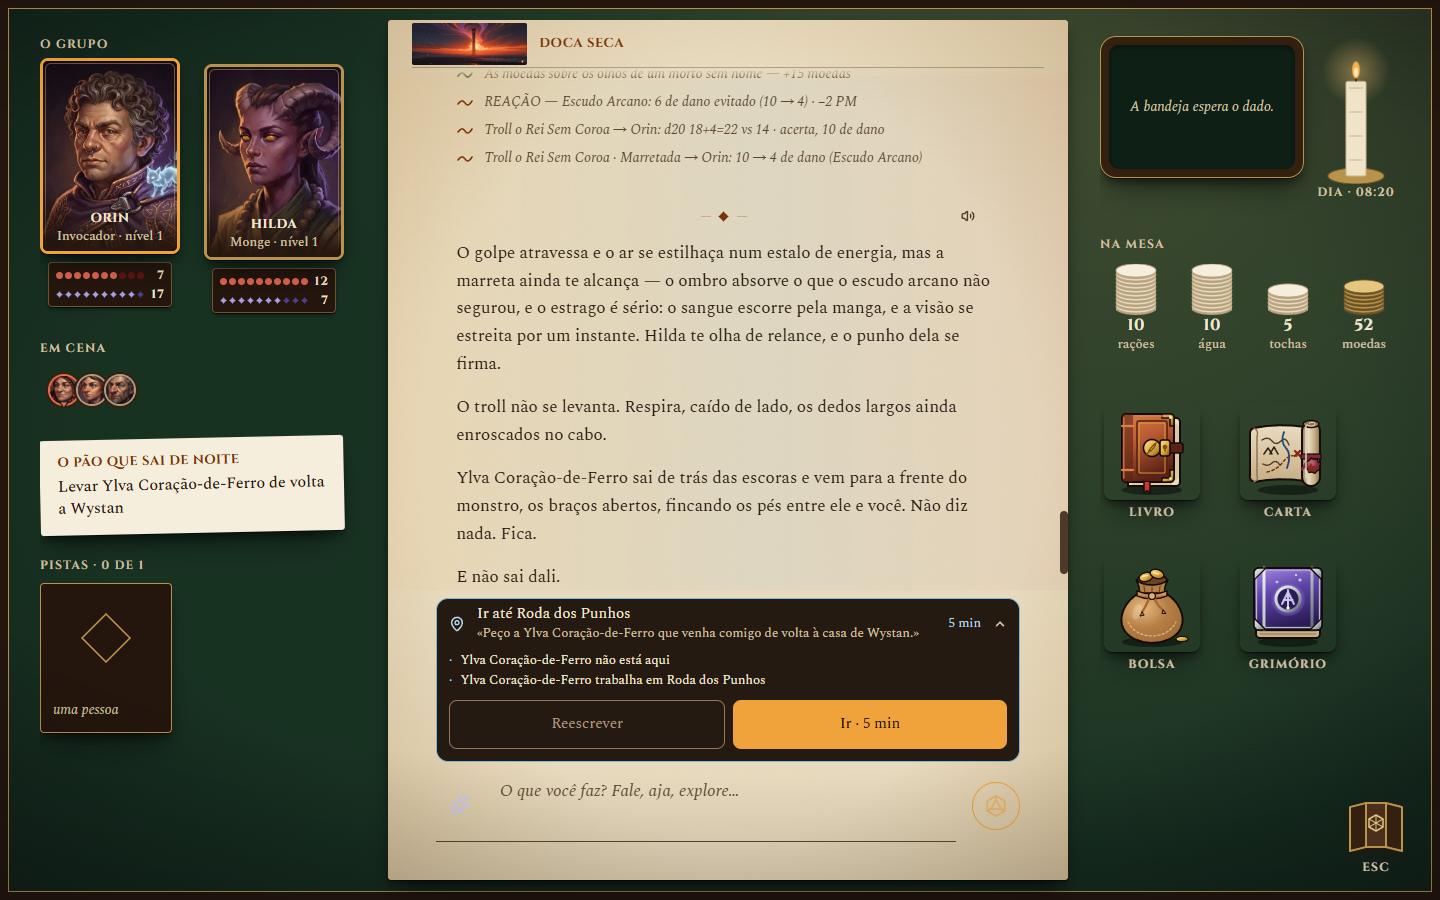 O GRUPO
ORIN
Invocador · nível 1
7
17
HILDA
Monge · nível 1
12
7
EM CENA
O PÃO QUE SAI DE NOITE
Levar Ylva Coração-de-Ferro de volta
a Wystan
PISTAS · 0 DE 1
uma pessoa
DOCA SECA
As moedas sobre os olhos de um morto sem nome — +15 moedas
REAÇÃO — Escudo Arcano: 6 de dano evitado (10 → 4) · −2 PM
Troll o Rei Sem Coroa → Orin: d20 18+4=22 vs 14 · acerta, 10 de dano
Troll o Rei Sem Coroa · Marretada → Orin: 10 → 4 de dano (Escudo Arcano)
O golpe atravessa e o ar se estilhaça num estalo de energia, mas a
marreta ainda te alcança — o ombro absorve o que o escudo arcano não
segurou, e o estrago é sério: o sangue escorre pela manga, e a visão se
estreita por um instante. Hilda te olha de relance, e o punho dela se
firma.
O troll não se levanta. Respira, caído de lado, os dedos largos ainda
enroscados no cabo.
Ylva Coração-de-Ferro sai de trás das escoras e vem para a frente do
monstro, os braços abertos, fincando os pés entre ele e você. Não diz
nada. Fica.
E não sai dali.
Ir até Roda dos Punhos
«Peço a Ylva Coração-de-Ferro que venha comigo de volta à casa de Wystan.»
5 min
· Ylva Coração-de-Ferro não está aqui
· Ylva Coração-de-Ferro trabalha em Roda dos Punhos
Reescrever
Ir · 5 min
O que você faz? Fale, aja, explore...
A bandeja espera o dado.
DIA · 08:20
NA MESA
10
rações
10
água
5
tochas
52
moedas
LIVRO
CARTA
BOLSA
GRIMÓRIO
ESC